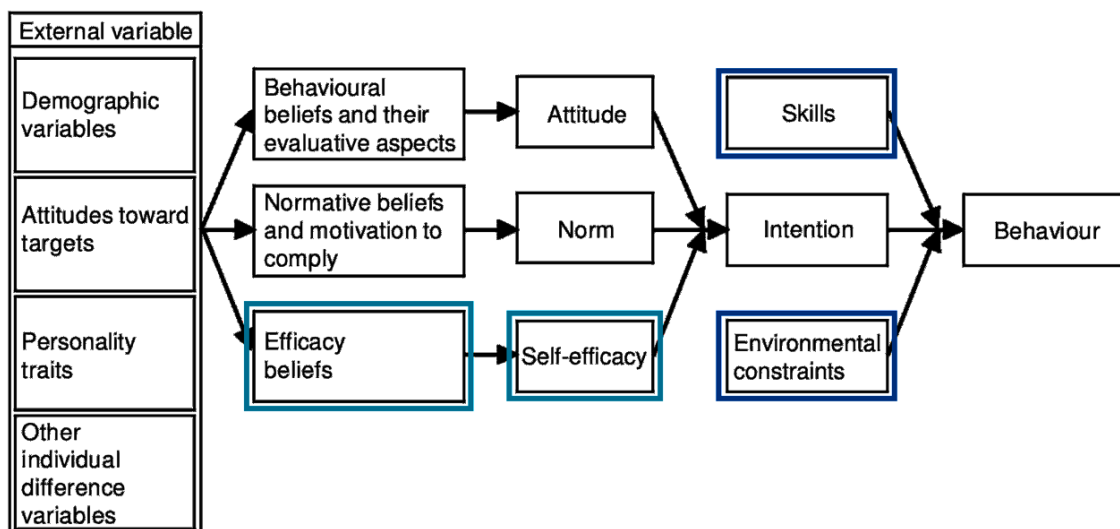 External variable
Demographic
variables
Attitudes toward
targets
Personality
traits
Other
individual
difference
variables
Behavioural
beliefs and their
evaluative aspects
Normative beliefs
and motivation to
comply
Efficacy
beliefs
Attitude
Norm
Self-efficacy
Skills
Intention
Environmental
constraints
Behaviour